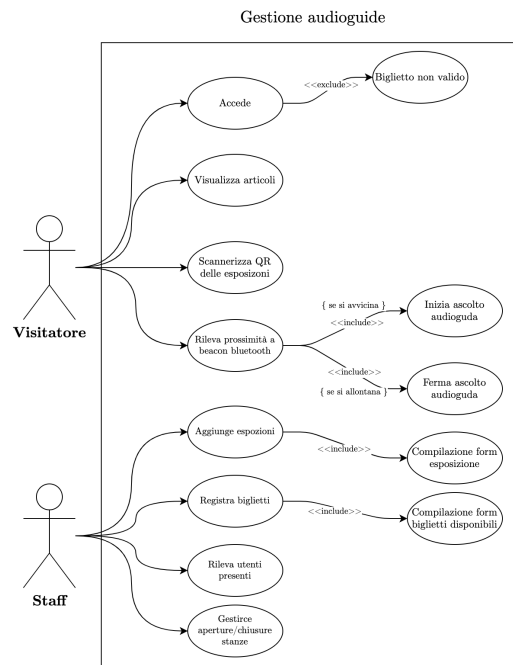 Gestione audioguide
Accede
<<exclude>>
Biglietto non valido
Visualizza articoli
Scannerizza QR
delle esposizoni
Visitatore
Rileva prossimità a
beacon bluetooth
{ se si avvicina }
<<include>>
Inizia ascolto
audioguda
<<include>>
{ se si allontana }
Ferma ascolto
audioguda
Aggiunge espozioni
<<include>>
Compilazione form
esposizione
Registra biglietti
<<include>>
Compilazione form
biglietti disponibili
Staff
Rileva utenti
presenti
Gestirce
aperture/chiusure
stanze